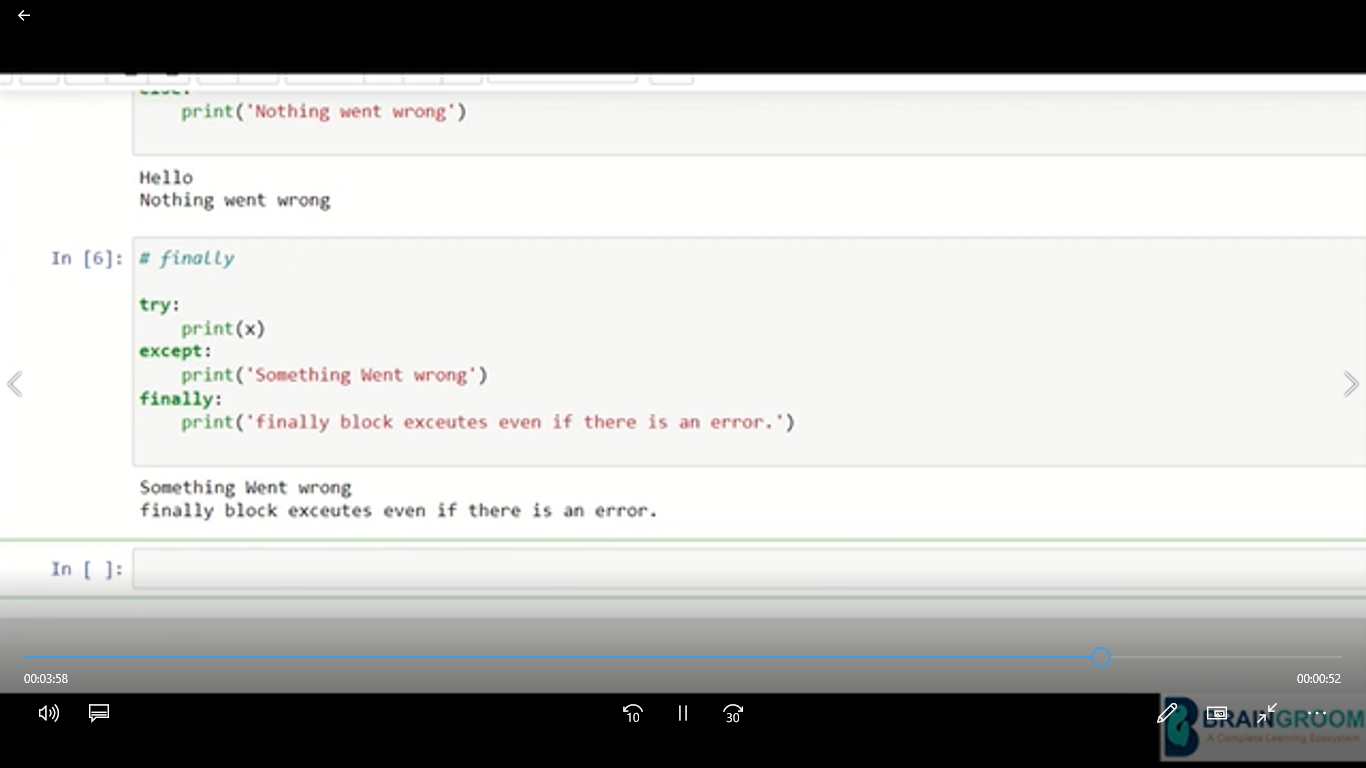 else:
print('Nothing went wrong')
Hello
Nothing went wrong
In [6]: # finally
try:
print(x)
except:
print('Something Went wrong')
finally:
print('finally block exceutes even if there is an error.')
Something Went wrong
finally block exceutes even if there is an error.
In [ ]:
00:03:58
00:00:52
10
30
BRAINGROOM
A Complete Learning Ecosystem